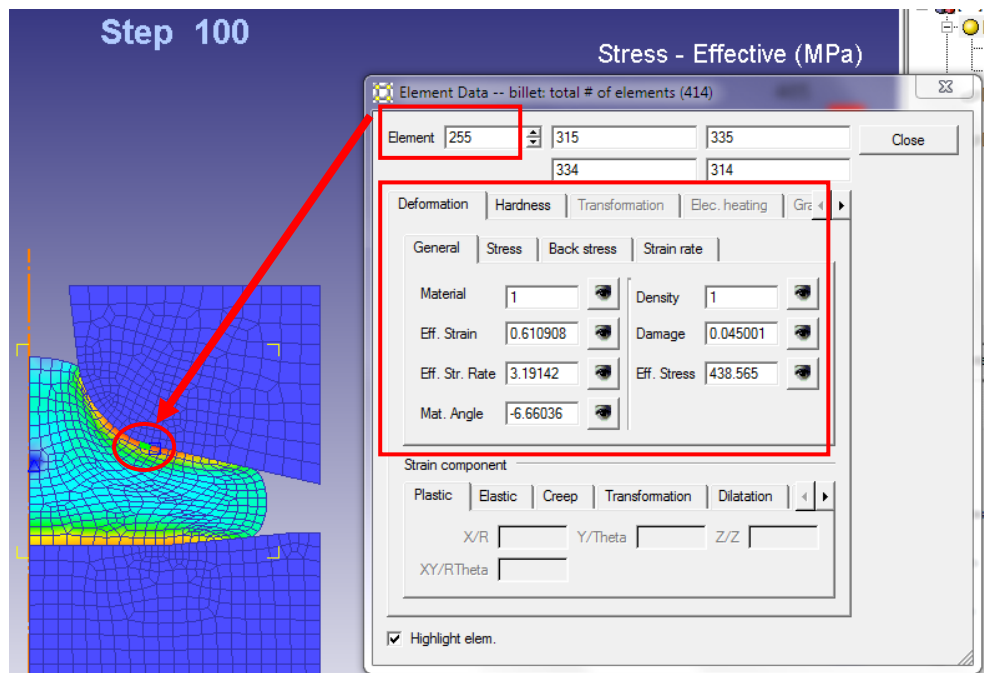 Step 100
Stress - Effective (MPa)
Element Data -- billet: total # of elements (414)
Element 255 315 335 Close
334 314
Deformation Hardness Transformation Elec. heating Gra
General Stress Back stress Strain rate
Material 1 Density 1
Eff. Strain 0.610908 Damage 0.045001
Eff. Str. Rate 3.19142 Eff. Stress 438.565
Mat. Angle -6.66036
Strain component
Plastic Elastic Creep Transformation Dilatation
X/R Y/Theta Z/Z
XY/RTheta
Highlight elem.